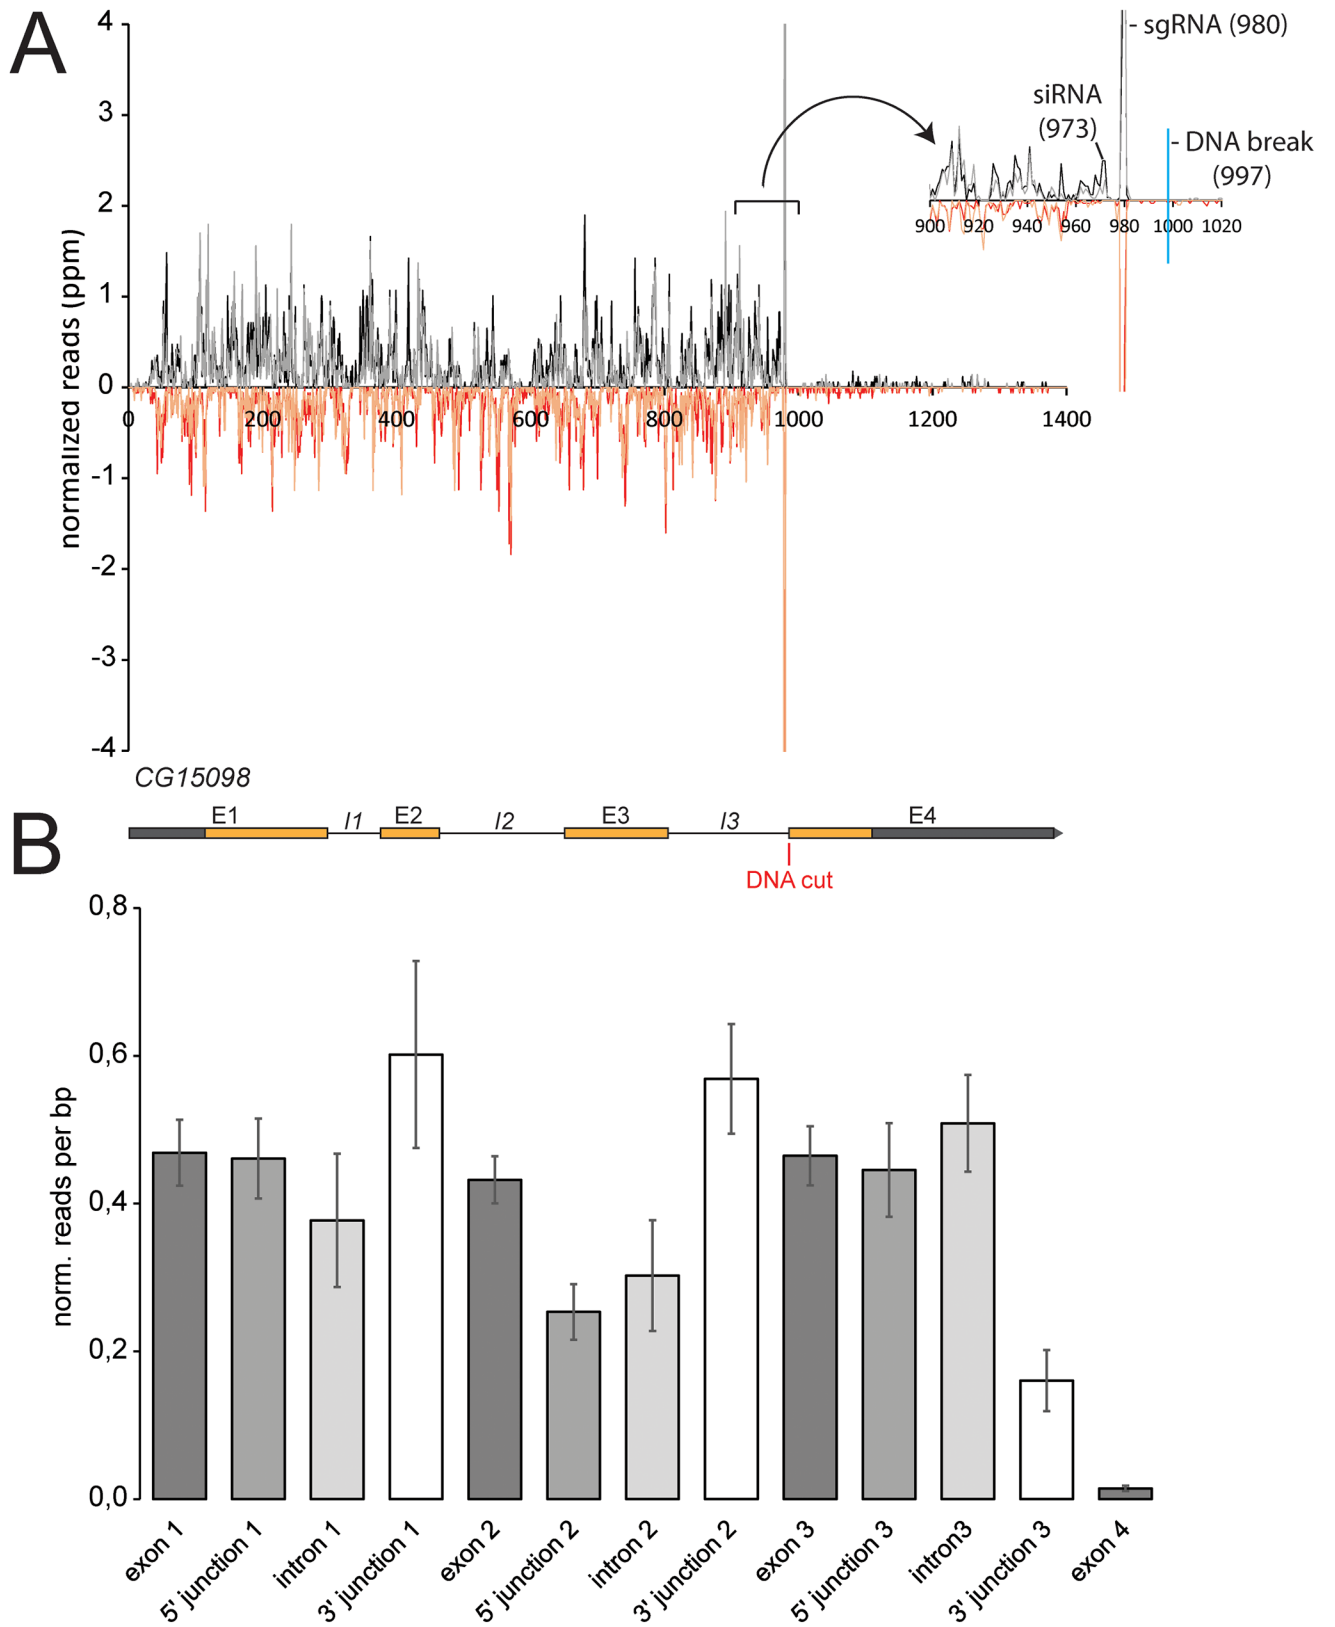 A
4
3
2
1
0
-1
-2
-3
-4
normalized reads (ppm)
0 200 400 600 800 1000 1200 1400
sgRNA (980)
siRNA
(973)
DNA break
(997)
900 920 940 960 980 1000 1020
CG15098
E1 I1 E2 I2 E3 I3 E4
DNA cut
B
0,8
0,6
0,4
0,2
0,0
norm. reads per bp
exon 1
5' junction 1
intron 1
3' junction 1
exon 2
5' junction 2
intron 2
3' junction 2
exon 3
5' junction 3
intron3
3' junction 3
exon 4